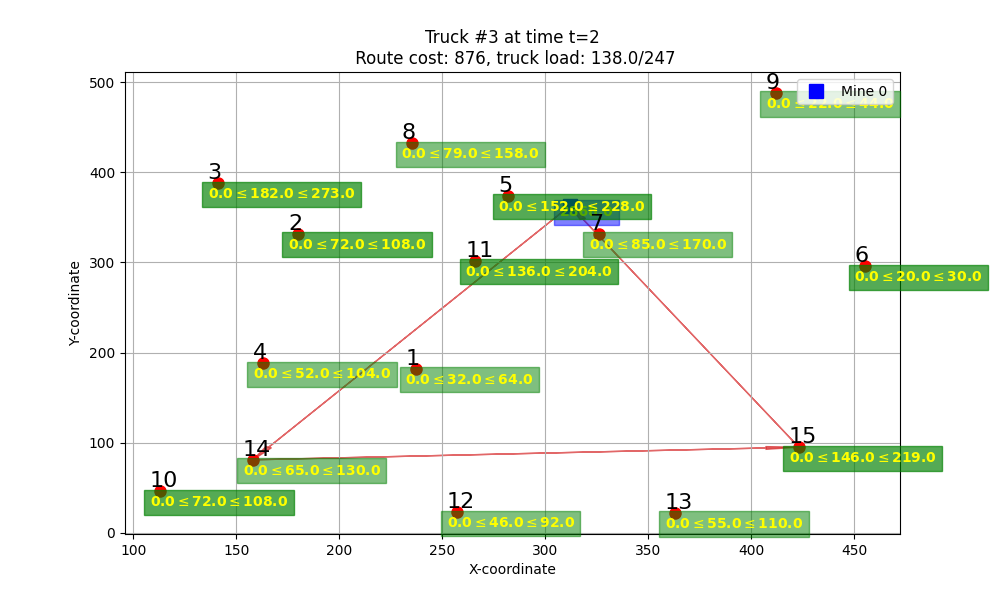 Truck #3 at time t=2
Route cost: 876, truck load: 138.0/247
Y-coordinate
500
400
300
200
100
0
9
Mine 0
0.0 ≤22.0 ≤44.0
8
0.0 ≤79.0 ≤158.0
3
0.0 ≤182.0 ≤273.0
5
0.0 ≤152.0 ≤228.0
2
0.0 ≤72.0 ≤108.0
7
0.0 ≤85.0 ≤170.0
11
0.0 ≤136.0 ≤204.0
6
0.0 ≤20.0 ≤30.0
4
0.0 ≤52.0 ≤104.0
1
0.0 ≤32.0 ≤64.0
14
0.0 ≤65.0 ≤130.0
15
0.0 ≤146.0 ≤219.0
10
0.0 ≤72.0 ≤108.0
12
0.0 ≤46.0 ≤92.0
13
0.0 ≤55.0 ≤110.0
100 150 200 250 300 350 400 450
X-coordinate